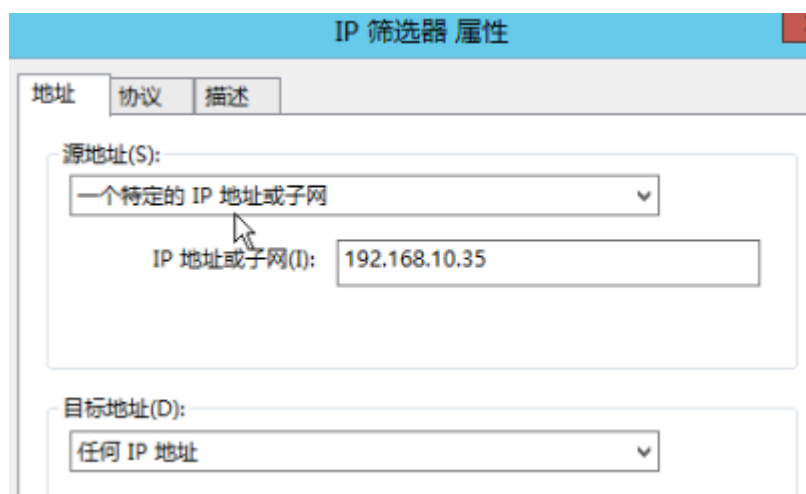 IP 筛选器 属性
地址 协议 描述
源地址(S):
一个特定的 IP 地址或子网
IP 地址或子网(I): 192.168.10.35
目标地址(D):
任何 IP 地址